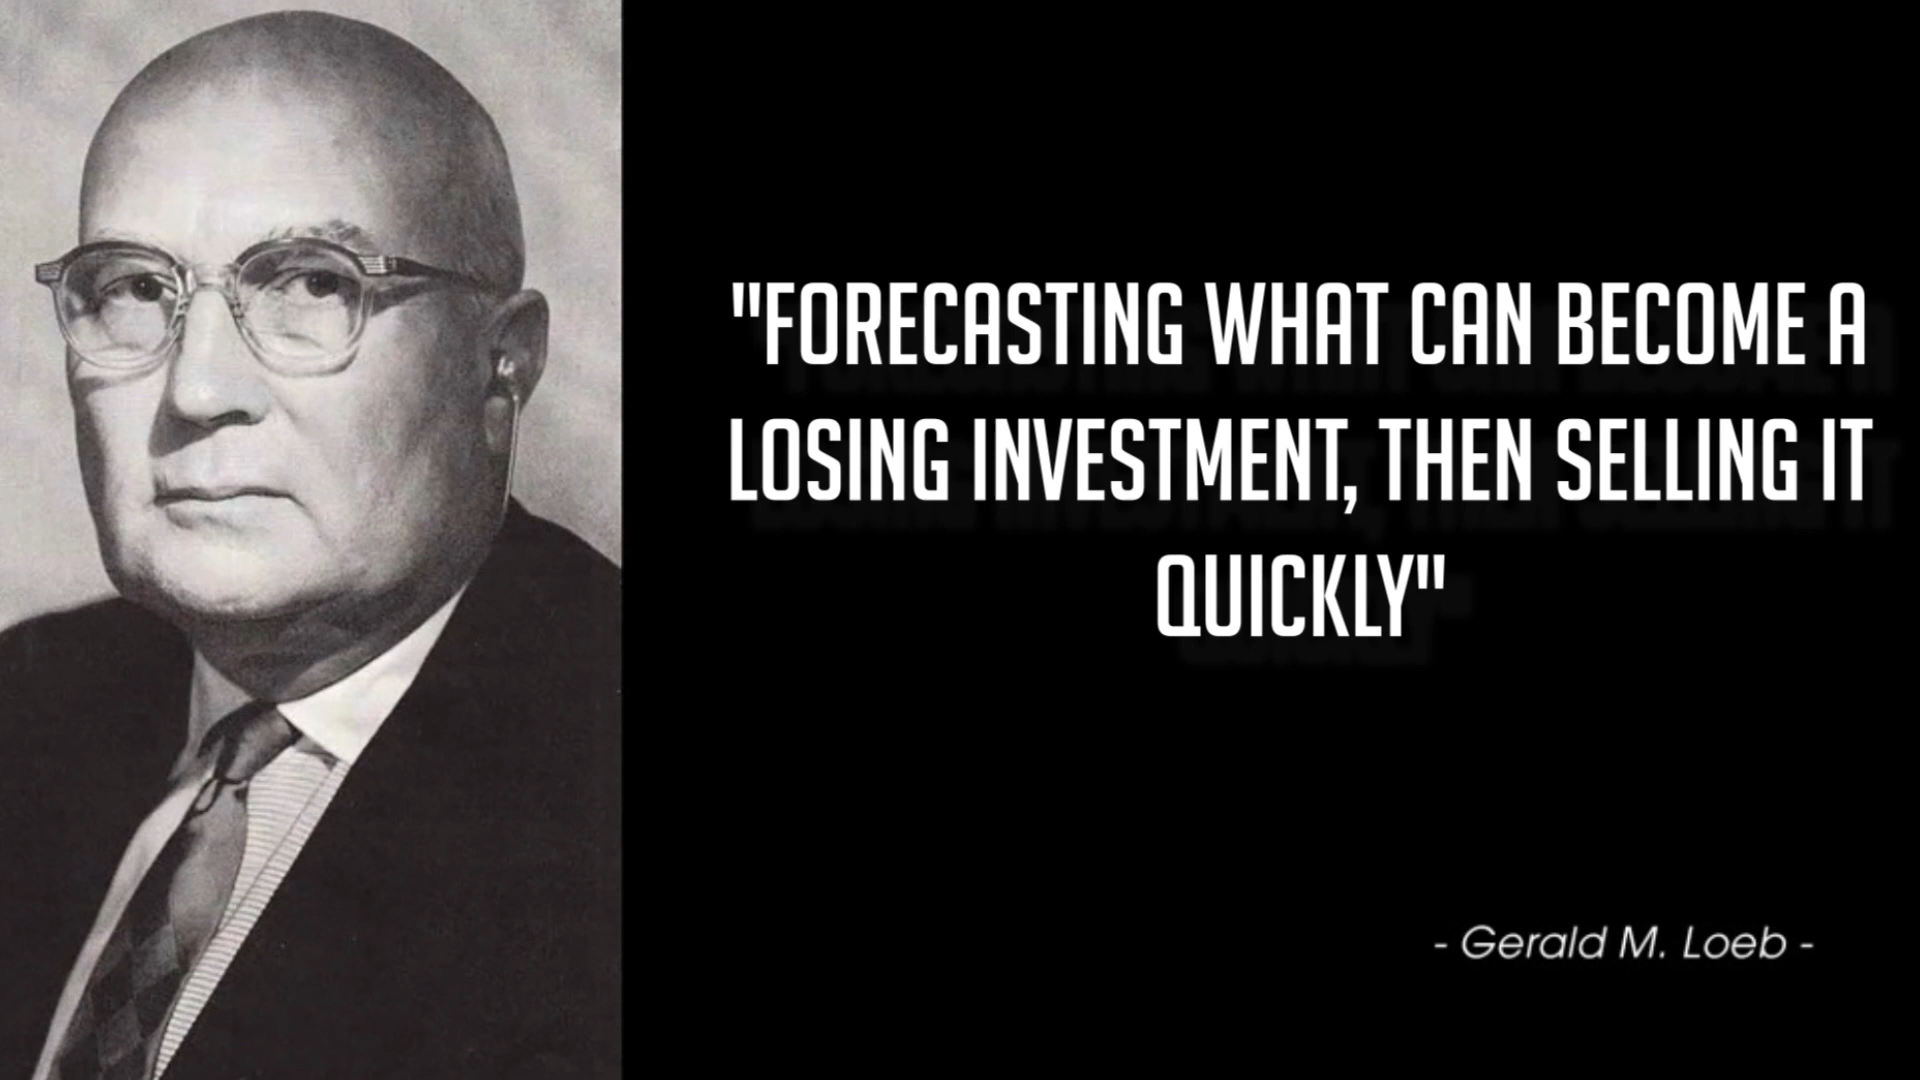 "FORECASTING WHAT CAN BECOME A
LOSING INVESTMENT, THEN SELLING IT
QUICKLY"
- Gerald M. Loeb -